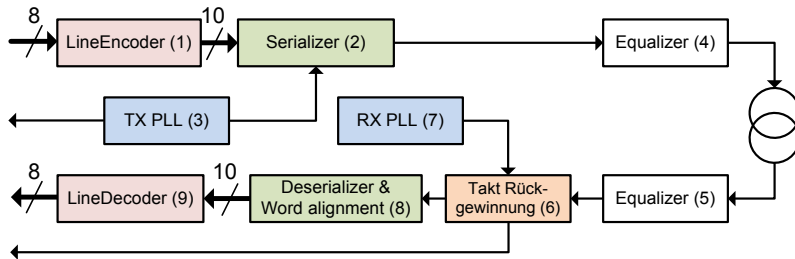 8
10
LineEncoder (1)
Serializer (2)
Equalizer (4)
TX PLL (3)
RX PLL (7)
8
10
LineDecoder (9)
Deserializer &
Word alignment (8)
Takt Rück-
gewinnung (6)
Equalizer (5)